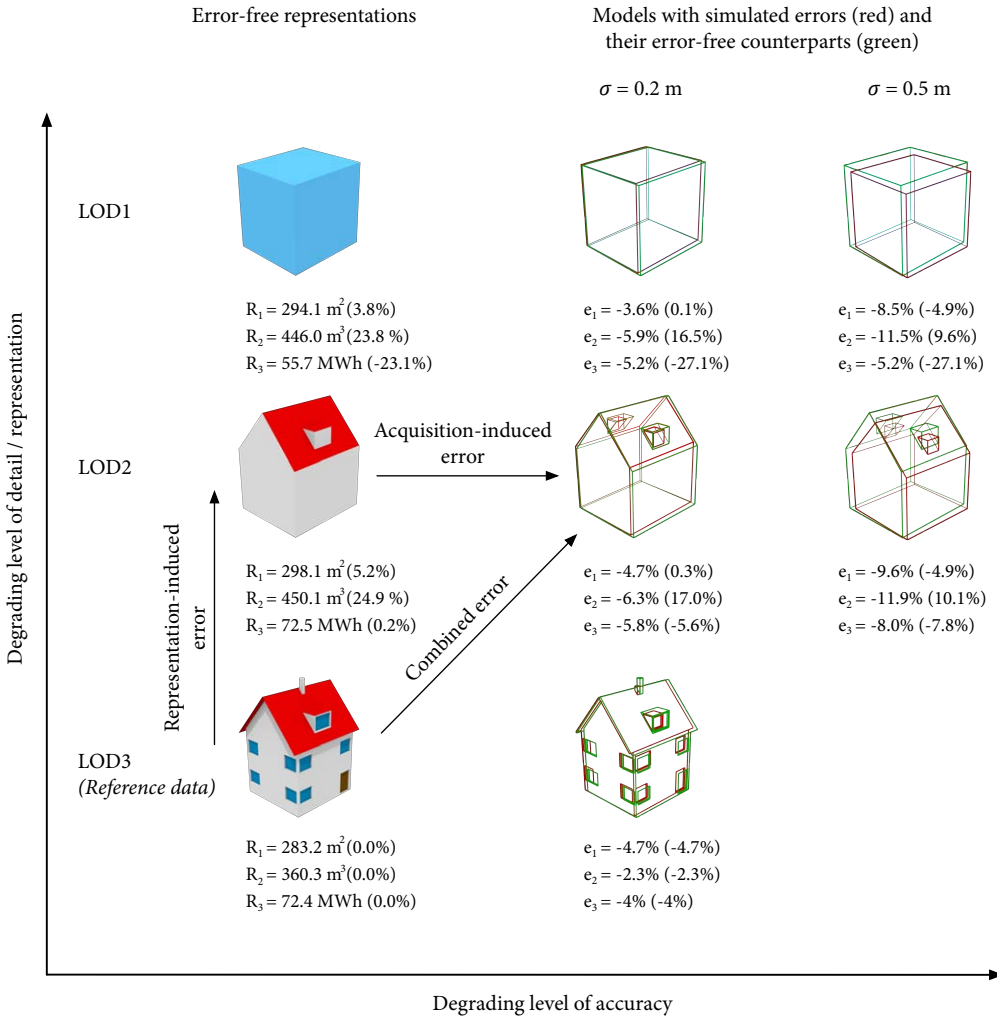 Error-free representations
Models with simulated errors (red) and
their error-free counterparts (green)
σ = 0.2 m
σ = 0.5 m
Degrading level of detail / representation
LOD1
R₁ = 294.1 m² (3.8%)
R₂ = 446.0 m³ (23.8 %)
R₃ = 55.7 MWh (-23.1%)
e₁ = -3.6% (0.1%)
e₂ = -5.9% (16.5%)
e₃ = -5.2% (-27.1%)
e₁ = -8.5% (-4.9%)
e₂ = -11.5% (9.6%)
e₃ = -5.2% (-27.1%)
LOD2
Acquisition-induced
error
R₁ = 298.1 m² (5.2%)
R₂ = 450.1 m³ (24.9 %)
R₃ = 72.5 MWh (0.2%)
e₁ = -4.7% (0.3%)
e₂ = -6.3% (17.0%)
e₃ = -5.8% (-5.6%)
e₁ = -9.6% (-4.9%)
e₂ = -11.9% (10.1%)
e₃ = -8.0% (-7.8%)
Representation-induced
error
Combined error
LOD3
(Reference data)
R₁ = 283.2 m² (0.0%)
R₂ = 360.3 m³ (0.0%)
R₃ = 72.4 MWh (0.0%)
e₁ = -4.7% (-4.7%)
e₂ = -2.3% (-2.3%)
e₃ = -4% (-4%)
Degrading level of accuracy